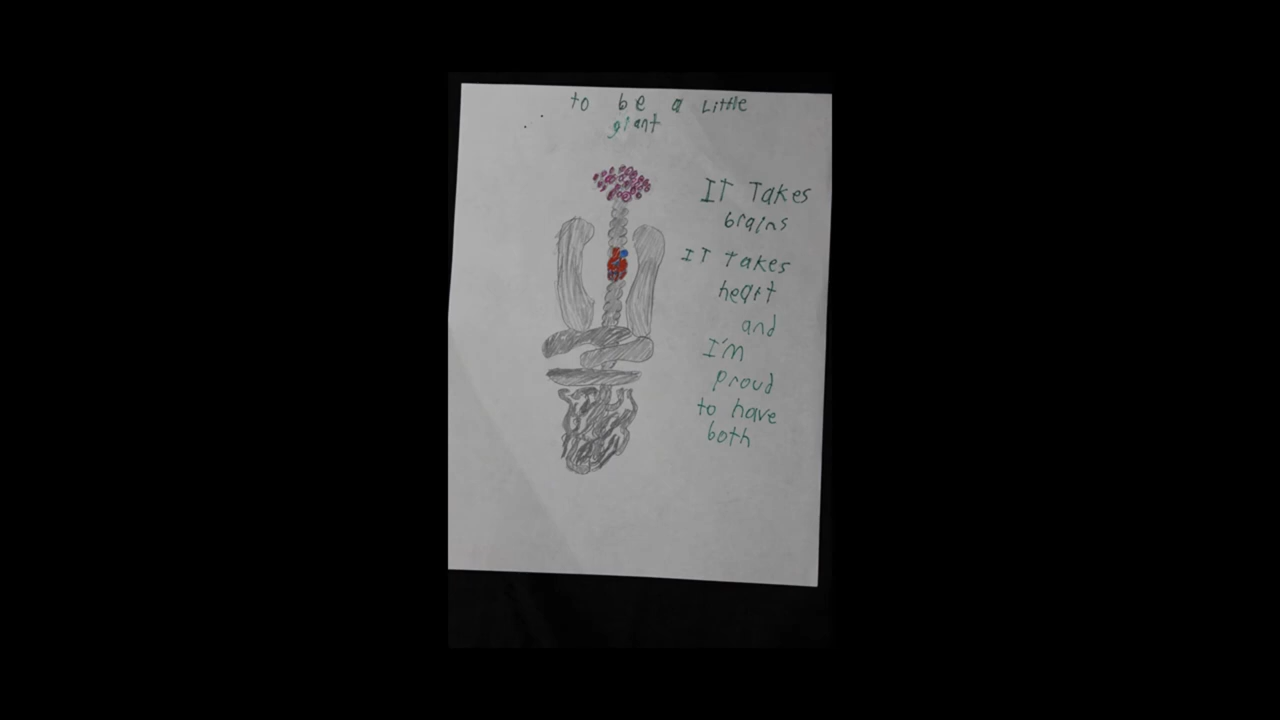 to be a Little
giant
IT Takes
brains
IT takes
heart
and
I'm
proud
to have
both